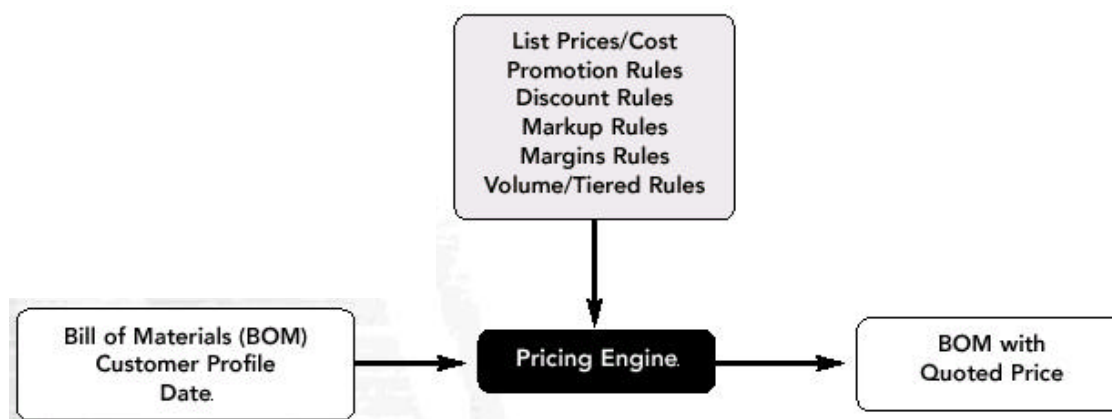 List Prices/Cost
Promotion Rules
Discount Rules
Markup Rules
Margins Rules
Volume/Tiered Rules
Bill of Materials (BOM)
Customer Profile
Date.
Pricing Engine.
BOM with
Quoted Price